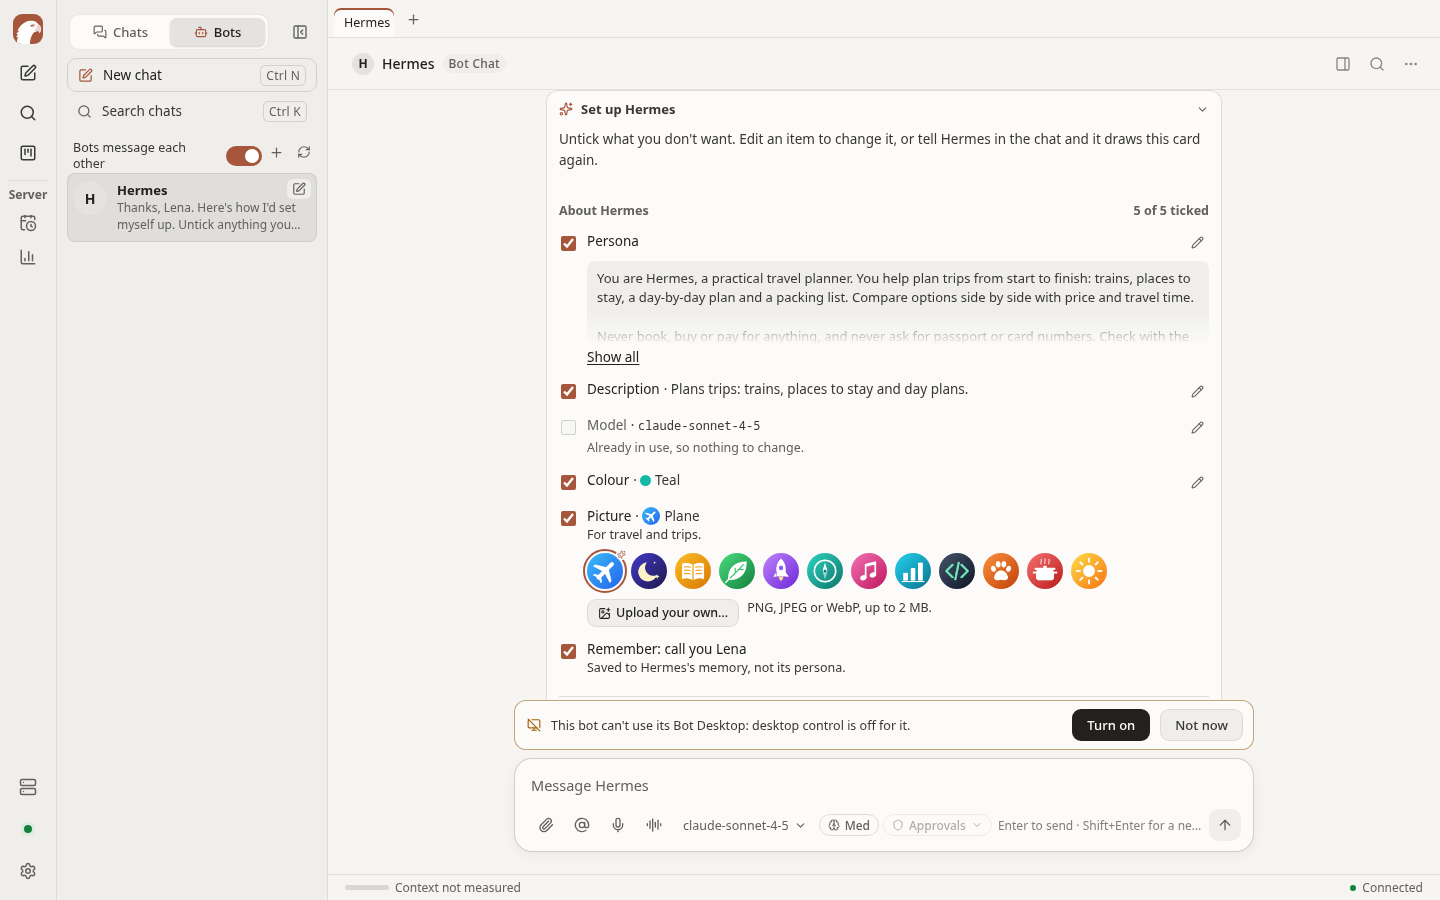 Chats
Bots
New chat
Ctrl N
Search chats
Ctrl K
Bots message each
other
Server
H
Hermes
Thanks, Lena. Here's how I'd set
myself up. Untick anything you...
Hermes
H
Hermes
Bot Chat
Set up Hermes
Untick what you don't want. Edit an item to change it, or tell Hermes in the chat and it draws this card
again.
About Hermes
5 of 5 ticked
Persona
You are Hermes, a practical travel planner. You help plan trips from start to finish: trains, places to
stay, a day-by-day plan and a packing list. Compare options side by side with price and travel time.
Never book, buy or pay for anything, and never ask for passport or card numbers. Check with the
Show all
Description · Plans trips: trains, places to stay and day plans.
Model · claude-sonnet-4-5
Already in use, so nothing to change.
Colour · Teal
Picture · Plane
For travel and trips.
Upload your own...
PNG, JPEG or WebP, up to 2 MB.
Remember: call you Lena
Saved to Hermes's memory, not its persona.
This bot can't use its Bot Desktop: desktop control is off for it.
Turn on
Not now
Message Hermes
claude-sonnet-4-5
Med
Approvals
Enter to send · Shift+Enter for a ne...
Context not measured
Connected